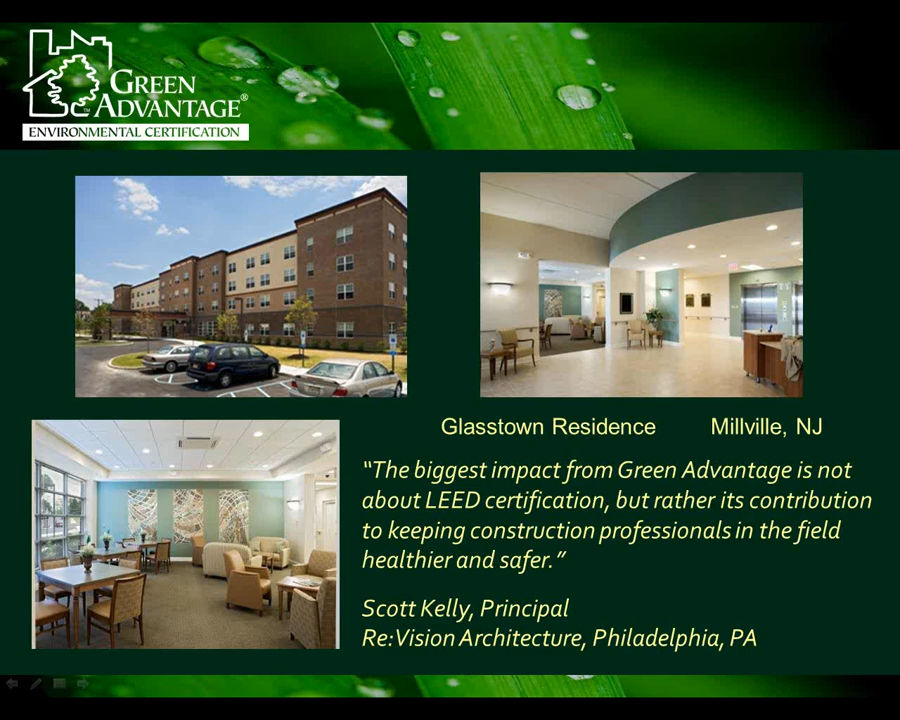 GREEN
ADVANTAGE®
ENVIRONMENTAL CERTIFICATION
Glasstown Residence Millville, NJ
“The biggest impact from Green Advantage is not
about LEED certification, but rather its contribution
to keeping construction professionals in the field
healthier and safer.”
Scott Kelly, Principal
Re:Vision Architecture, Philadelphia, PA